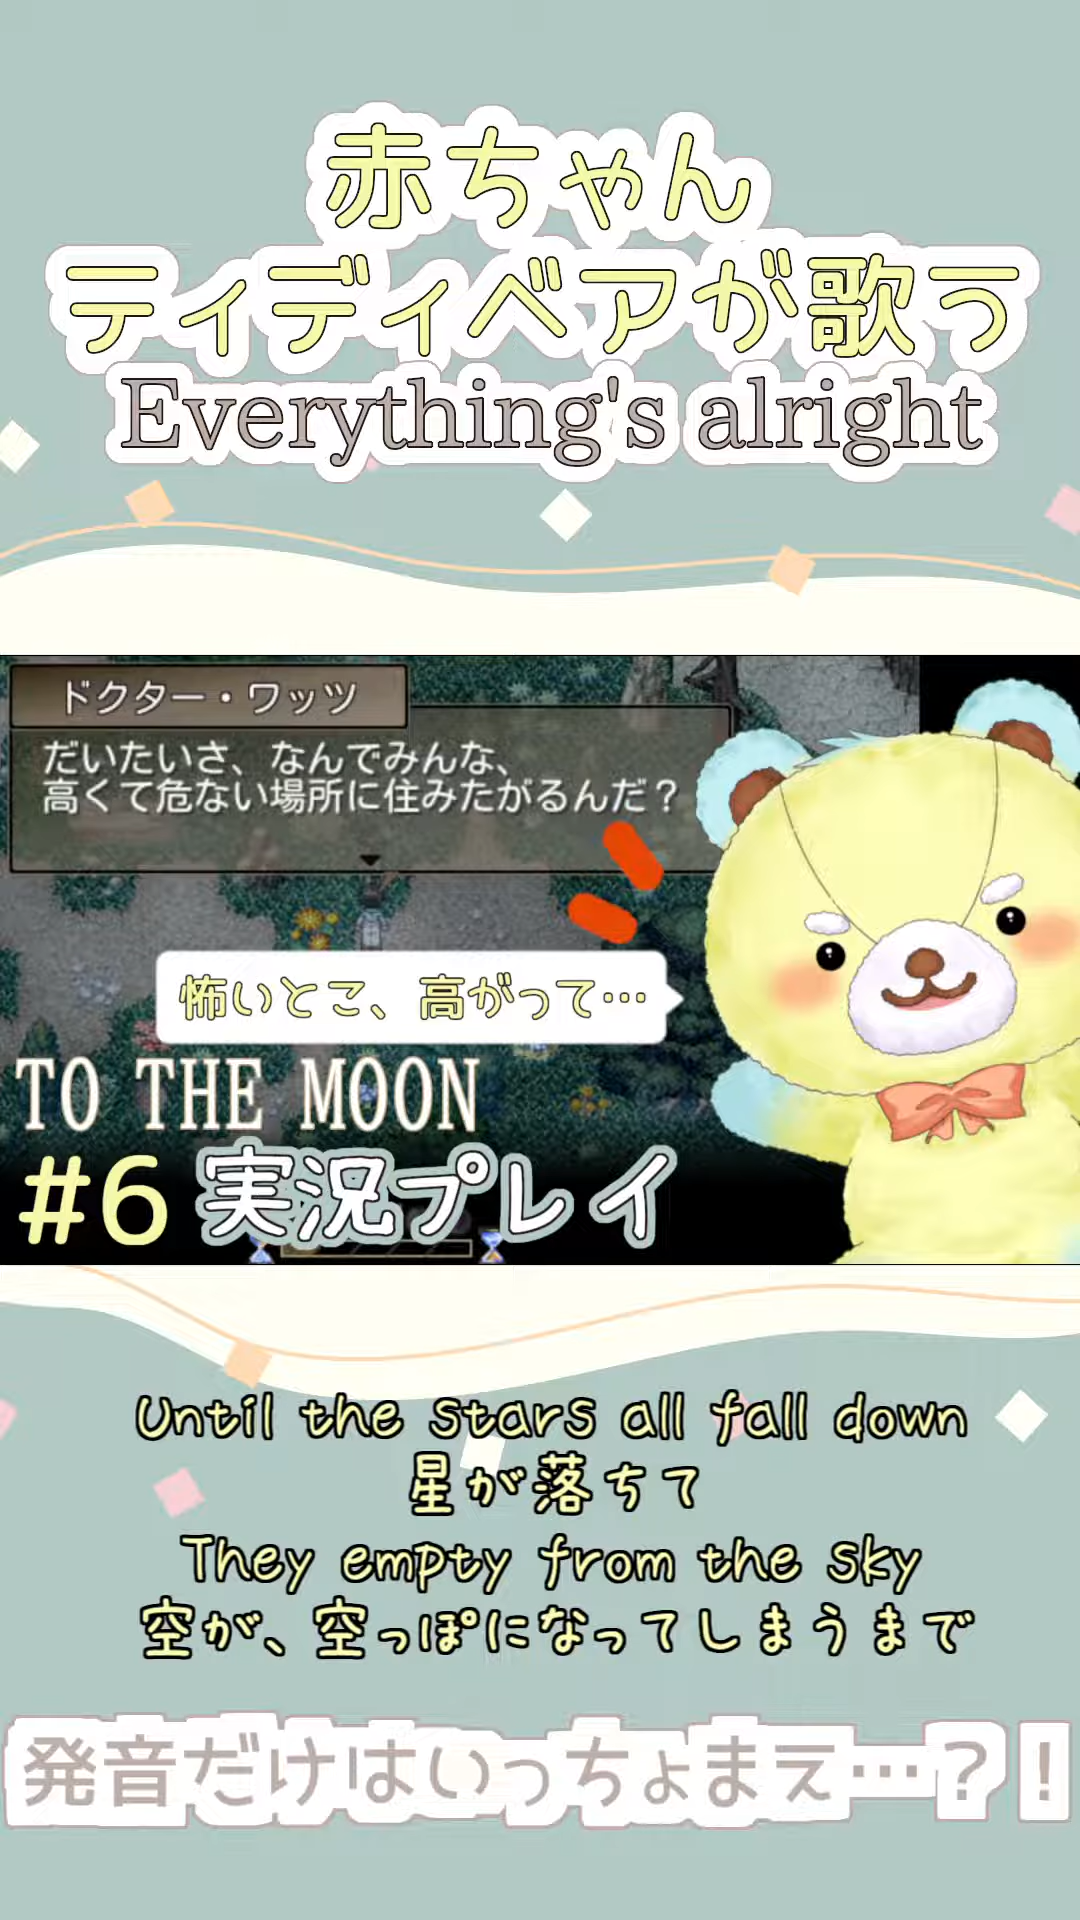 赤ちゃん
ティディベアが歌う
Everything's alright
ドクター・ワッツ
だいたいさ、なんでみんな、
高くて危ない場所に住みたがるんだ？
怖いとこ、高がって…
TO THE MOON
#6 実況プレイ
Until the stars all fall down
星が落ちて
They empty from the sky
空が、空っぽになってしまうまで
発音だけはいっちょまえ…？！